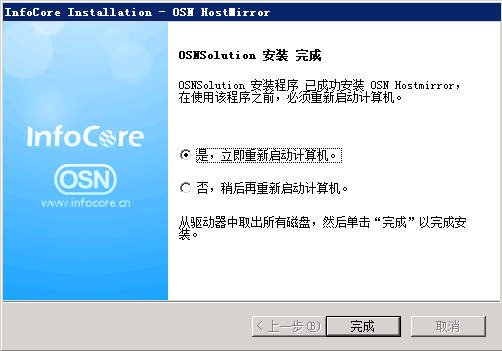 InfoCore Installation - OSN HostMirror
OSNSolution 安装 完成
OSNSolution 安装程序 已成功安装 OSN Hostmirror,
在使用该程序之前，必须重新启动计算机。
InfoCore
OSN
www.infocore.cn
是，立即重新启动计算机。
否，稍后再重新启动计算机。
从驱动器中取出所有磁盘，然后单击“完成”以完成安
装。
< 上一步(B)
完成
取消